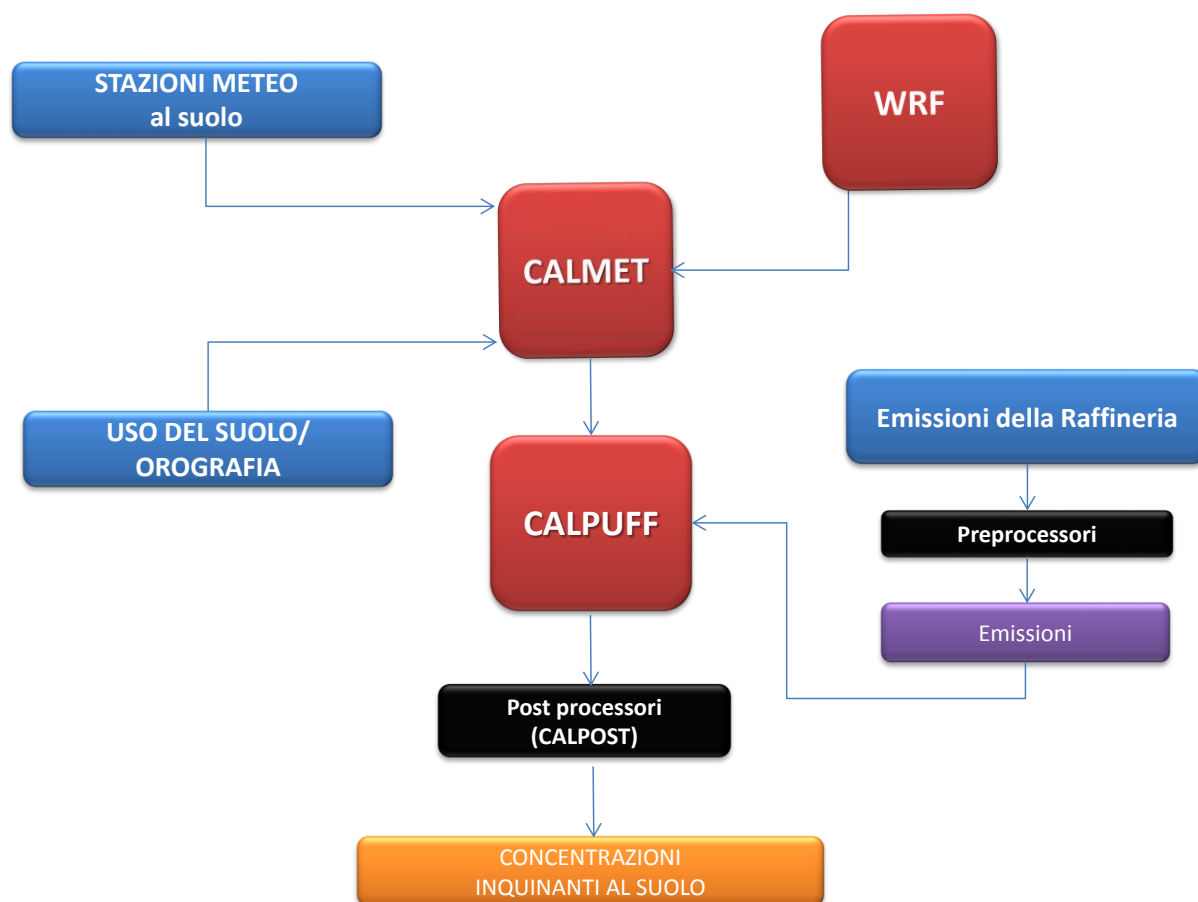 STAZIONI METEO
al suolo
WRF
CALMET
USO DEL SUOLO/
OROGRAFIA
Emissioni della Raffineria
CALPUFF
Preprocessori
Emissioni
Post processori
(CALPOST)
CONCENTRAZIONI
INQUINANTI AL SUOLO